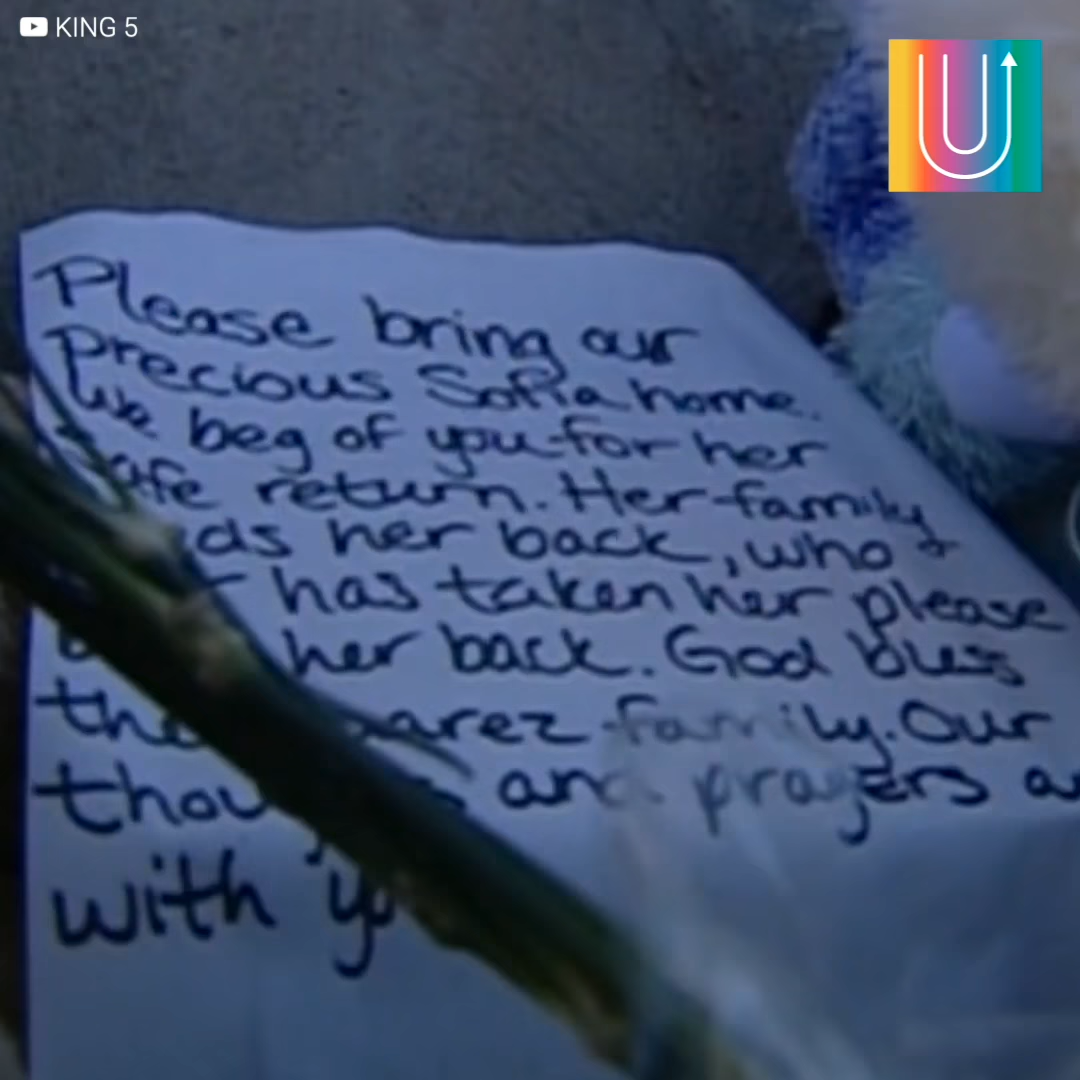 KING 5
Please bring our
precious Sofia home.
We beg of you for her
safe return. Her family
her back, who
has taken her please
her back. God bless
the family. Our
and prayers
with